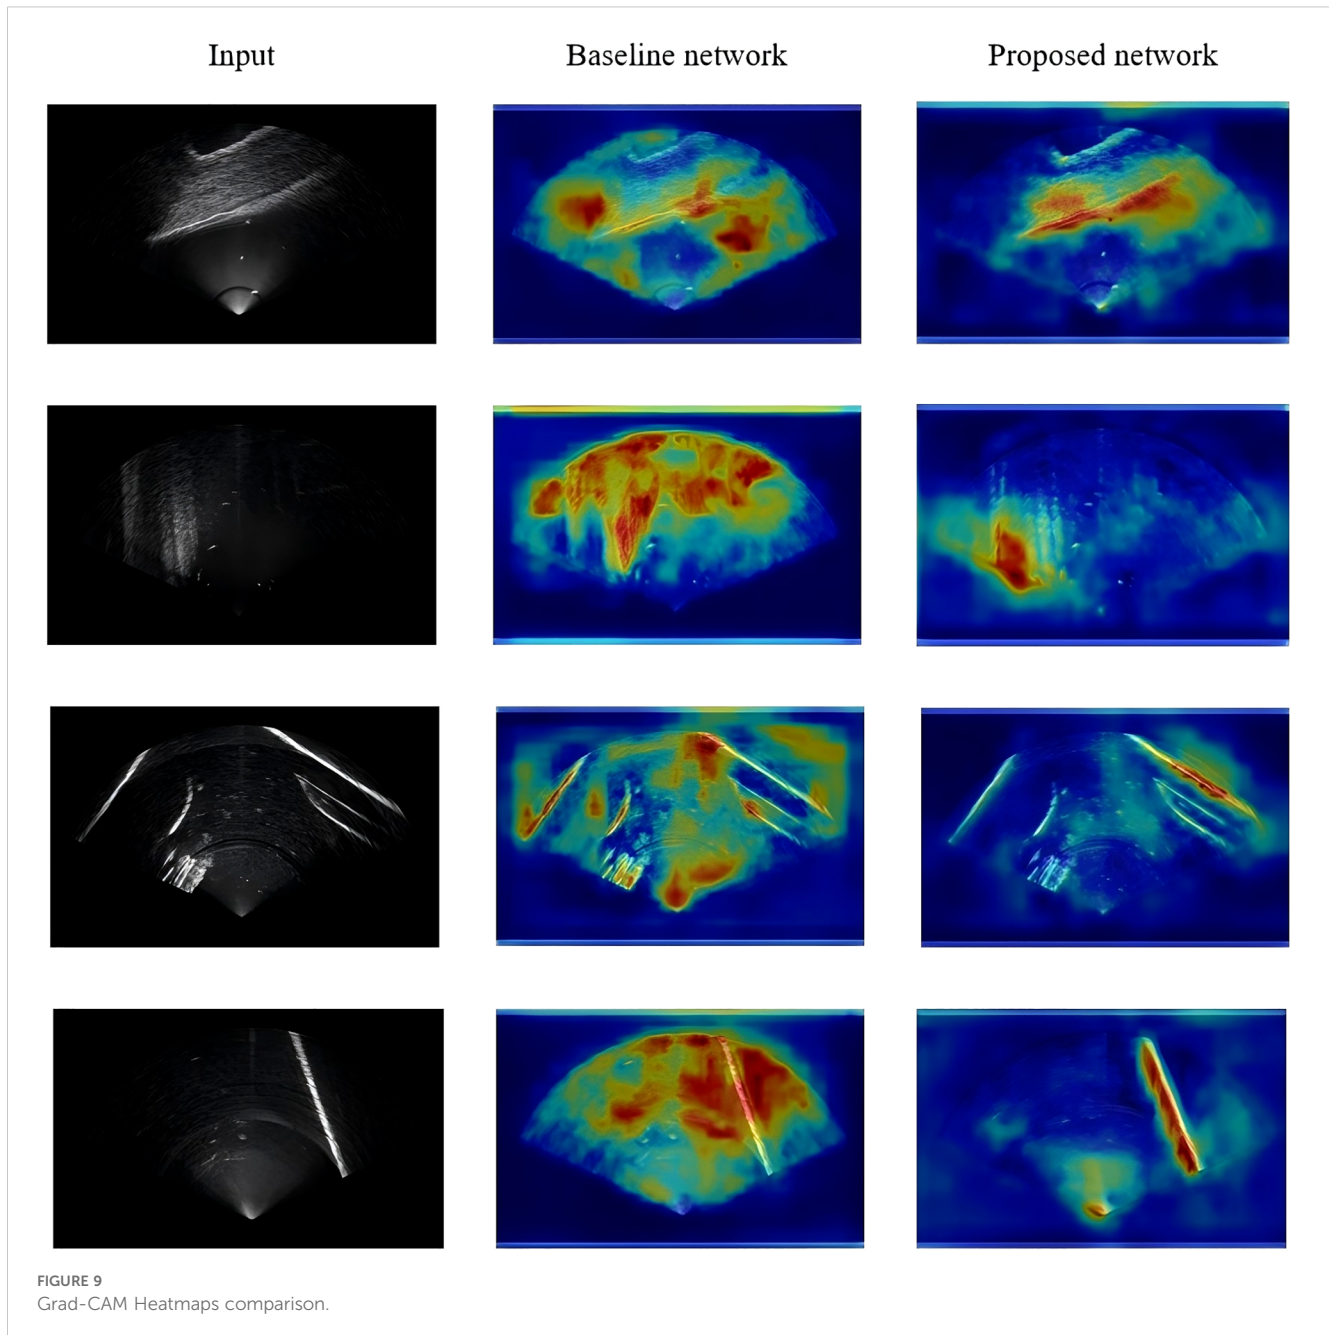 Input
Baseline network
Proposed network
FIGURE 9
Grad-CAM Heatmaps comparison.